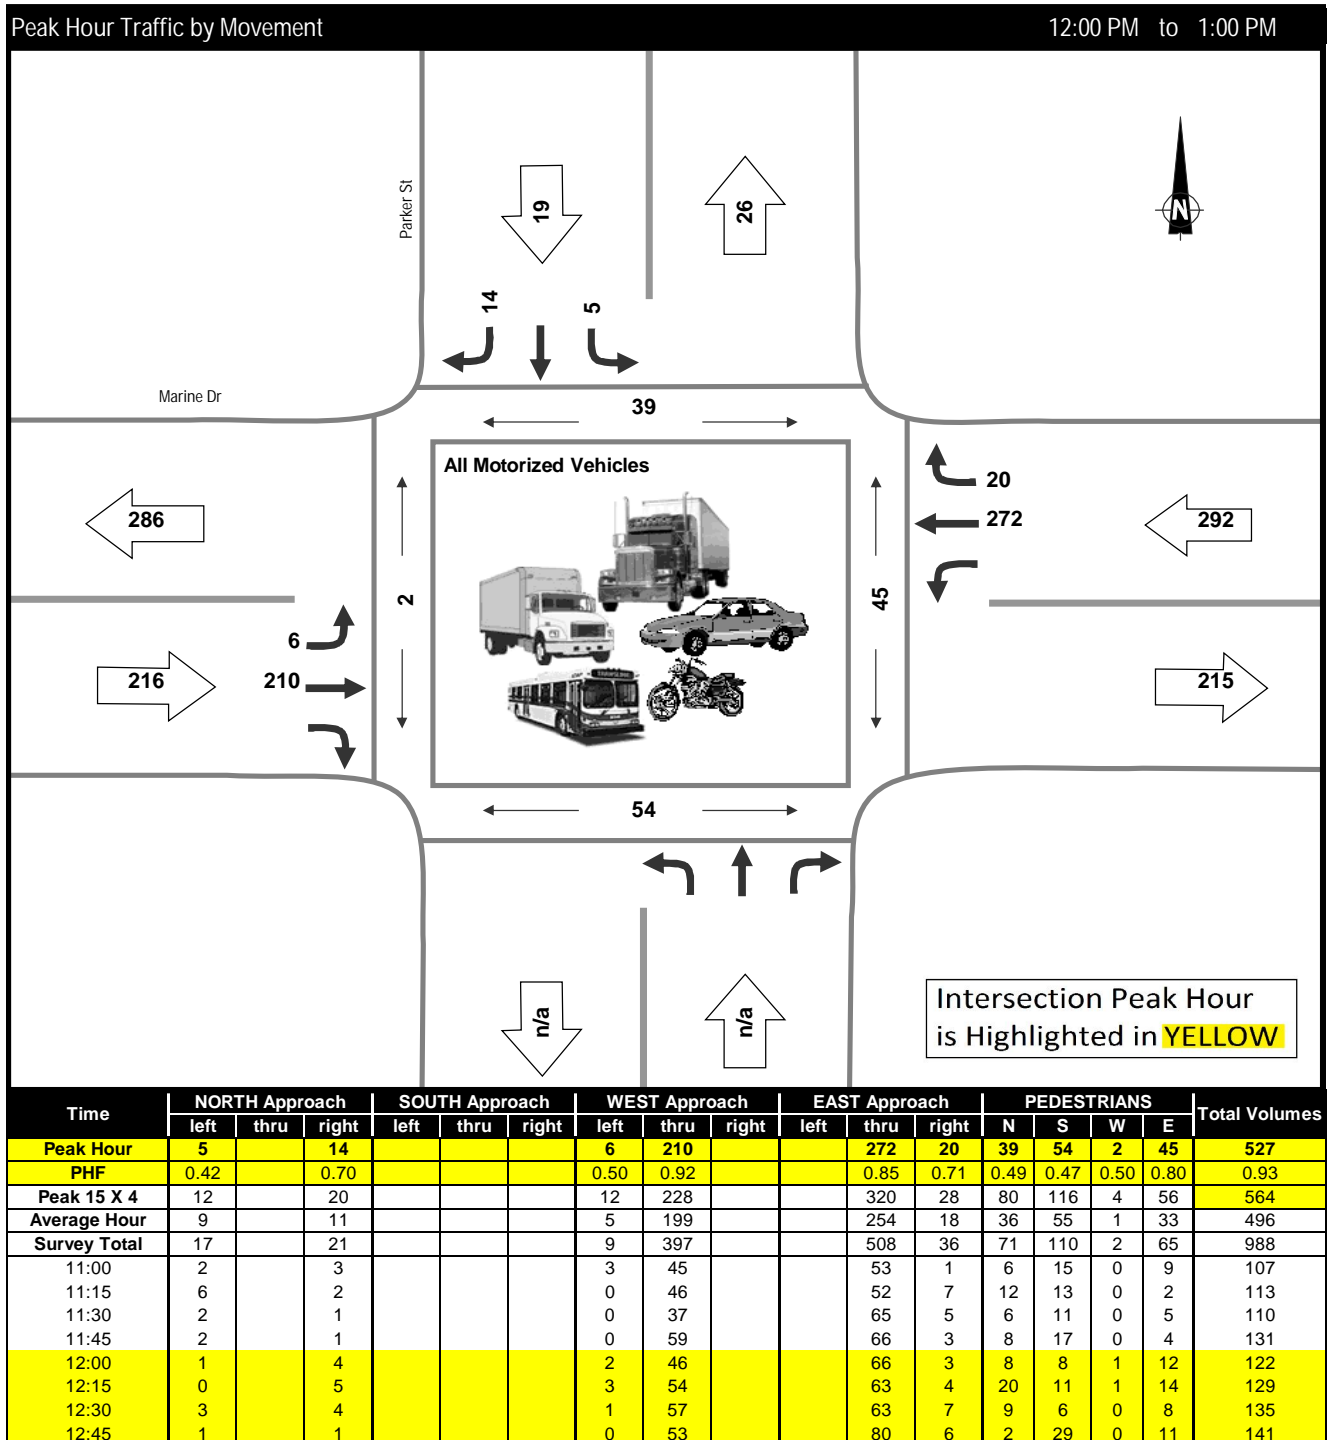 Peak Hour Traffic by Movement 12:00 PM to 1:00 PM
Parker St
19
26
N
14
5
Marine Dr
39
All Motorized Vehicles
20
286
272
292
2
45
6
216
210
215
54
n/a
n/a
Intersection Peak Hour
is Highlighted in YELLOW
Time NORTH Approach SOUTH Approach WEST Approach EAST Approach PEDESTRIANS Total Volumes
left thru right left thru right left thru right left thru right N S W E
Peak Hour 5 14 6 210 272 20 39 54 2 45 527
PHF 0.42 0.70 0.50 0.92 0.85 0.71 0.49 0.47 0.50 0.80 0.93
Peak 15 X 4 12 20 12 228 320 28 80 116 4 56 564
Average Hour 9 11 5 199 254 18 36 55 1 33 496
Survey Total 17 21 9 397 508 36 71 110 2 65 988
11:00 2 3 3 45 53 1 6 15 0 9 107
11:15 6 2 0 46 52 7 12 13 0 2 113
11:30 2 1 0 37 65 5 6 11 0 5 110
11:45 2 1 0 59 66 3 8 17 0 4 131
12:00 1 4 2 46 66 3 8 8 1 12 122
12:15 0 5 3 54 63 4 20 11 1 14 129
12:30 3 4 1 57 63 7 9 6 0 8 135
12:45 1 1 0 53 80 6 2 29 0 11 141